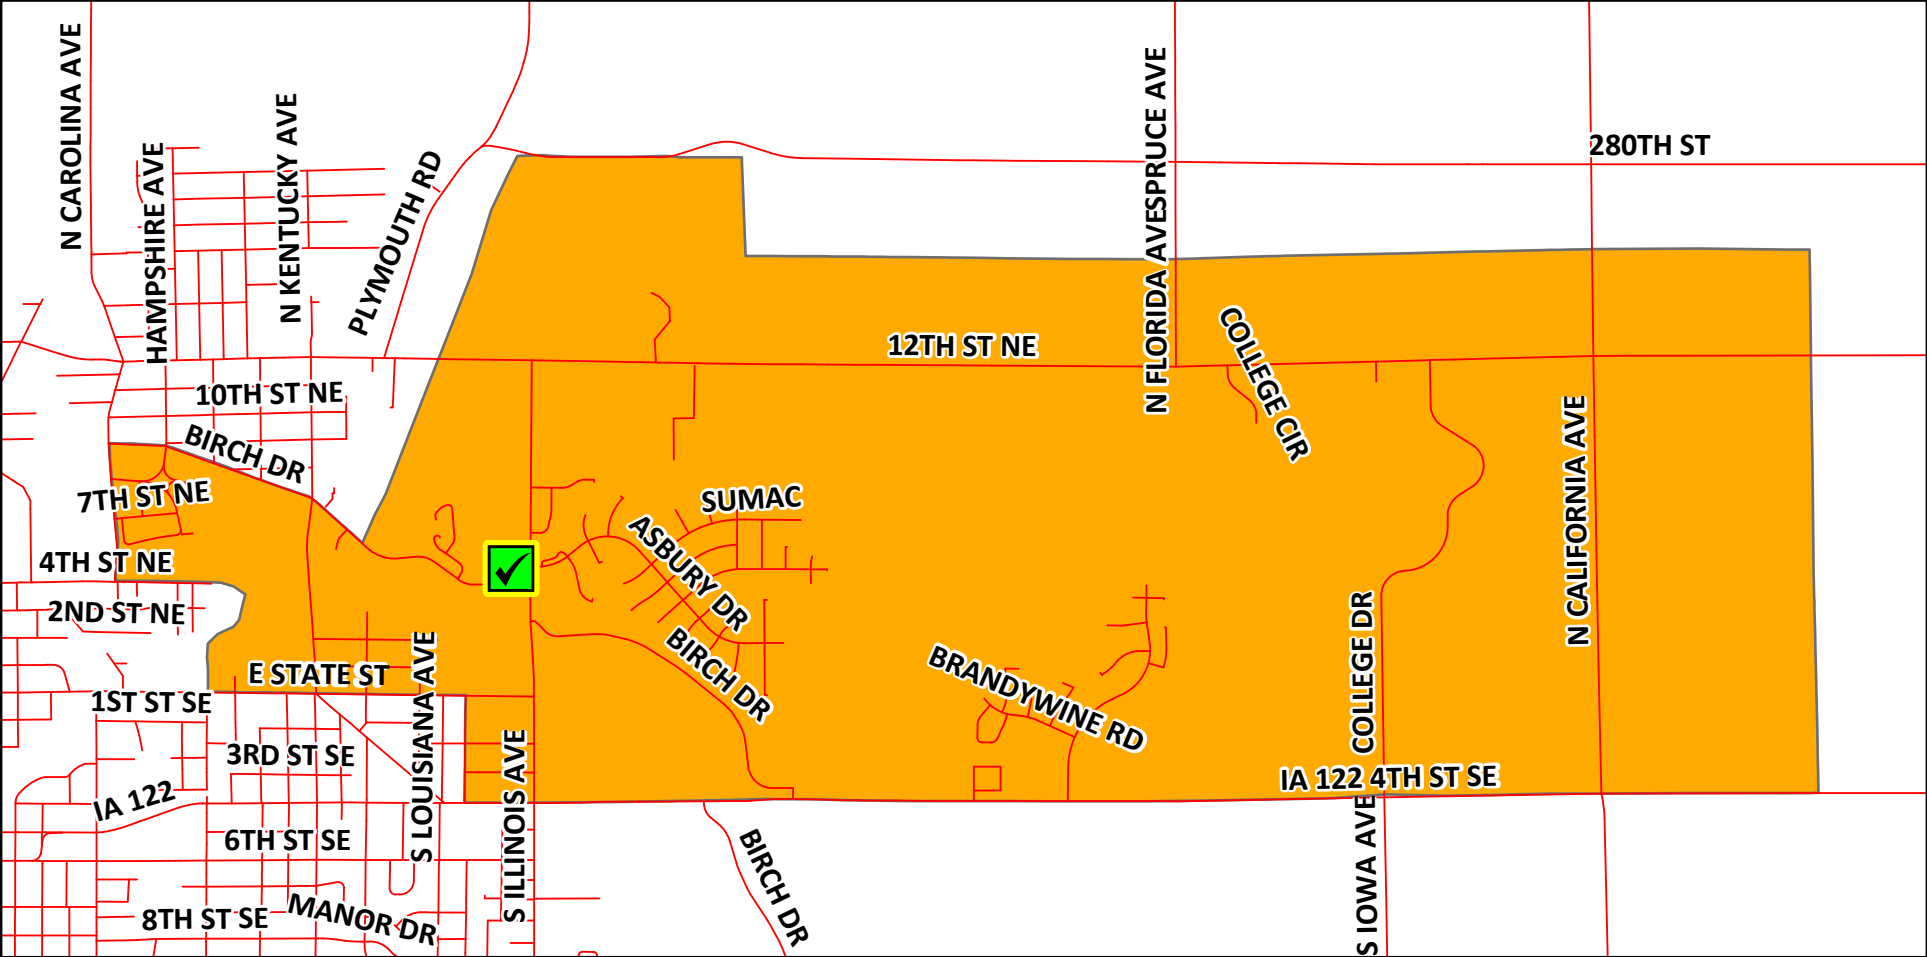 N CAROLINA AVE
HAMPSHIRE AVE
N KENTUCKY AVE
PLYMOUTH RD
N FLORIDA AVE
SPRUCE AVE
280TH ST
12TH ST NE
COLLEGE CIR
10TH ST NE
BIRCH DR
7TH ST NE
SUMAC
ASBURY DR
N CALIFORNIA AVE
4TH ST NE
2ND ST NE
E STATE ST
S LOUISIANA AVE
BIRCH DR
BRANDYWINE RD
COLLEGE DR
1ST ST SE
3RD ST SE
S ILLINOIS AVE
IA 122 4TH ST SE
IA 122
6TH ST SE
BIRCH DR
S IOWA AVE
8TH ST SE
MANOR DR